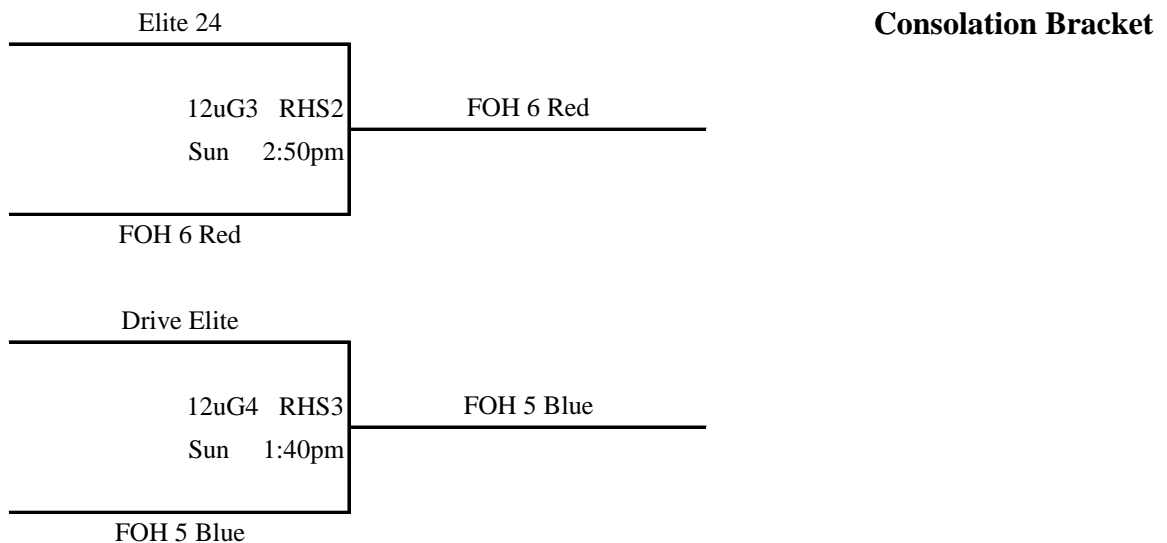 Elite 24
Consolation Bracket
12uG3 RHS2
FOH 6 Red
Sun 2:50pm
FOH 6 Red
Drive Elite
12uG4 RHS3
FOH 5 Blue
Sun 1:40pm
FOH 5 Blue